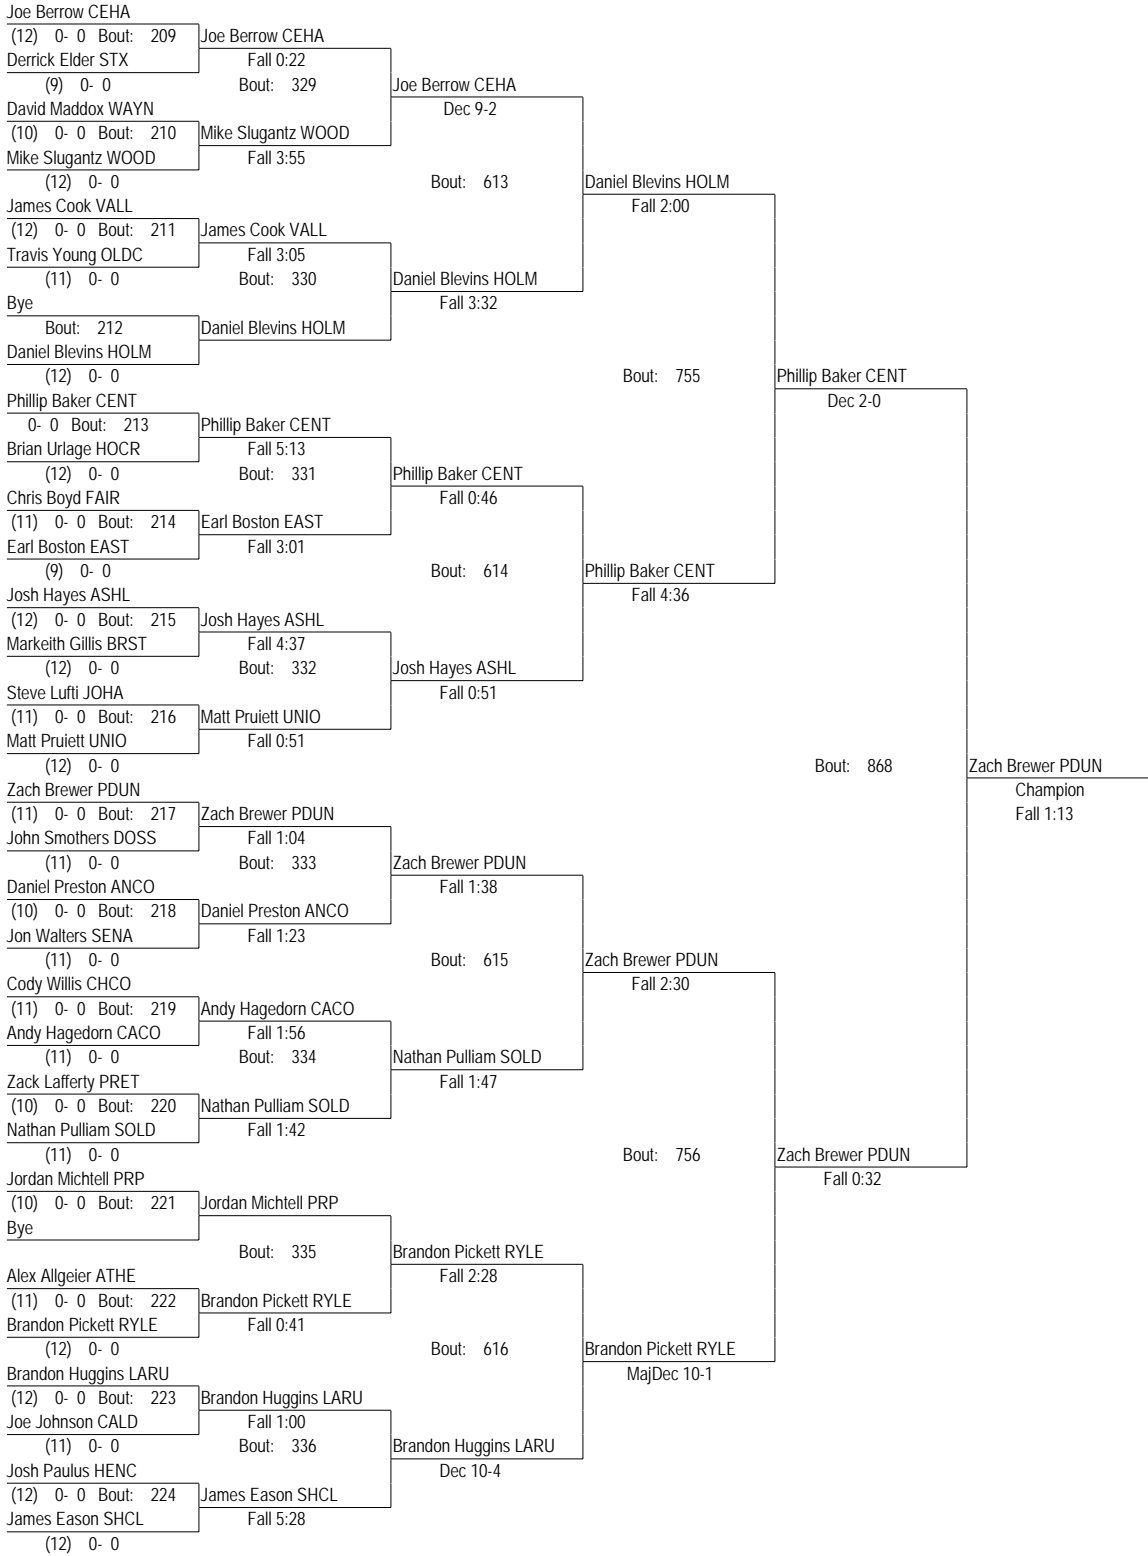 Joe Berrow CEHA
(12) 0- 0 Bout: 209 Joe Berrow CEHA
Derrick Elder STX Fall 0:22
(9) 0- 0 Bout: 329 Joe Berrow CEHA
David Maddox WAYN Dec 9-2
(10) 0- 0 Bout: 210 Mike Slugantz WOOD
Mike Slugantz WOOD Fall 3:55
(12) 0- 0 Bout: 613 Daniel Blevins HOLM
James Cook VALL Fall 2:00
(12) 0- 0 Bout: 211 James Cook VALL
Travis Young OLDC Fall 3:05
(11) 0- 0 Bout: 330 Daniel Blevins HOLM
Bye Fall 3:32
Bout: 212 Daniel Blevins HOLM
Daniel Blevins HOLM
(12) 0- 0 Bout: 755 Phillip Baker CENT
Phillip Baker CENT Dec 2-0
0- 0 Bout: 213 Phillip Baker CENT
Brian Urlage HOCR Fall 5:13
(12) 0- 0 Bout: 331 Phillip Baker CENT
Chris Boyd FAIR Fall 0:46
(11) 0- 0 Bout: 214 Earl Boston EAST
Earl Boston EAST Fall 3:01
(9) 0- 0 Bout: 614 Phillip Baker CENT
Josh Hayes ASHL Fall 4:36
(12) 0- 0 Bout: 215 Josh Hayes ASHL
Markeith Gillis BRST Fall 4:37
(12) 0- 0 Bout: 332 Josh Hayes ASHL
Steve Lufti JOHA Fall 0:51
(11) 0- 0 Bout: 216 Matt Pruiett UNIO
Matt Pruiett UNIO Fall 0:51
(12) 0- 0 Bout: 868 Zach Brewer PDUN
Zach Brewer PDUN Champion
(11) 0- 0 Bout: 217 Zach Brewer PDUN Fall 1:13
John Smothers DOSS Fall 1:04
(11) 0- 0 Bout: 333 Zach Brewer PDUN
Daniel Preston ANCO Fall 1:38
(10) 0- 0 Bout: 218 Daniel Preston ANCO
Jon Walters SENA Fall 1:23
(11) 0- 0 Bout: 615 Zach Brewer PDUN
Cody Willis CHCO Fall 2:30
(11) 0- 0 Bout: 219 Andy Hagedorn CACO
Andy Hagedorn CACO Fall 1:56
(11) 0- 0 Bout: 334 Nathan Pulliam SOLD
Zack Lafferty PRET Fall 1:47
(10) 0- 0 Bout: 220 Nathan Pulliam SOLD
Nathan Pulliam SOLD Fall 1:42
(11) 0- 0 Bout: 756 Zach Brewer PDUN
Jordan Michtell PRP Fall 0:32
(10) 0- 0 Bout: 221 Jordan Michtell PRP
Bye
Bout: 335 Brandon Pickett RYLE
Alex Allgeier ATHE Fall 2:28
(11) 0- 0 Bout: 222 Brandon Pickett RYLE
Brandon Pickett RYLE Fall 0:41
(12) 0- 0 Bout: 616 Brandon Pickett RYLE
Brandon Huggins LARU MajDec 10-1
(12) 0- 0 Bout: 223 Brandon Huggins LARU
Joe Johnson CALD Fall 1:00
(11) 0- 0 Bout: 336 Brandon Huggins LARU
Josh Paulus HENC Dec 10-4
(12) 0- 0 Bout: 224 James Eason SHCL
James Eason SHCL Fall 5:28
(12) 0- 0